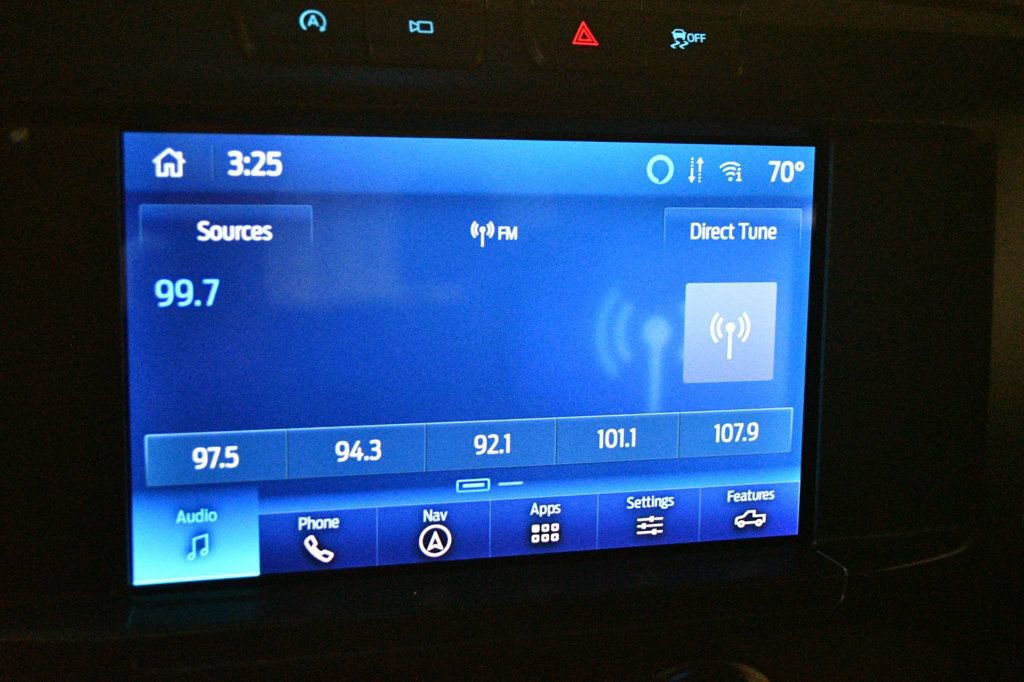 A
OFF
3:25 70°
Sources FM Direct Tune
99.7
97.5 94.3 92.1 101.1 107.9
Audio Phone Nav Apps Settings Features